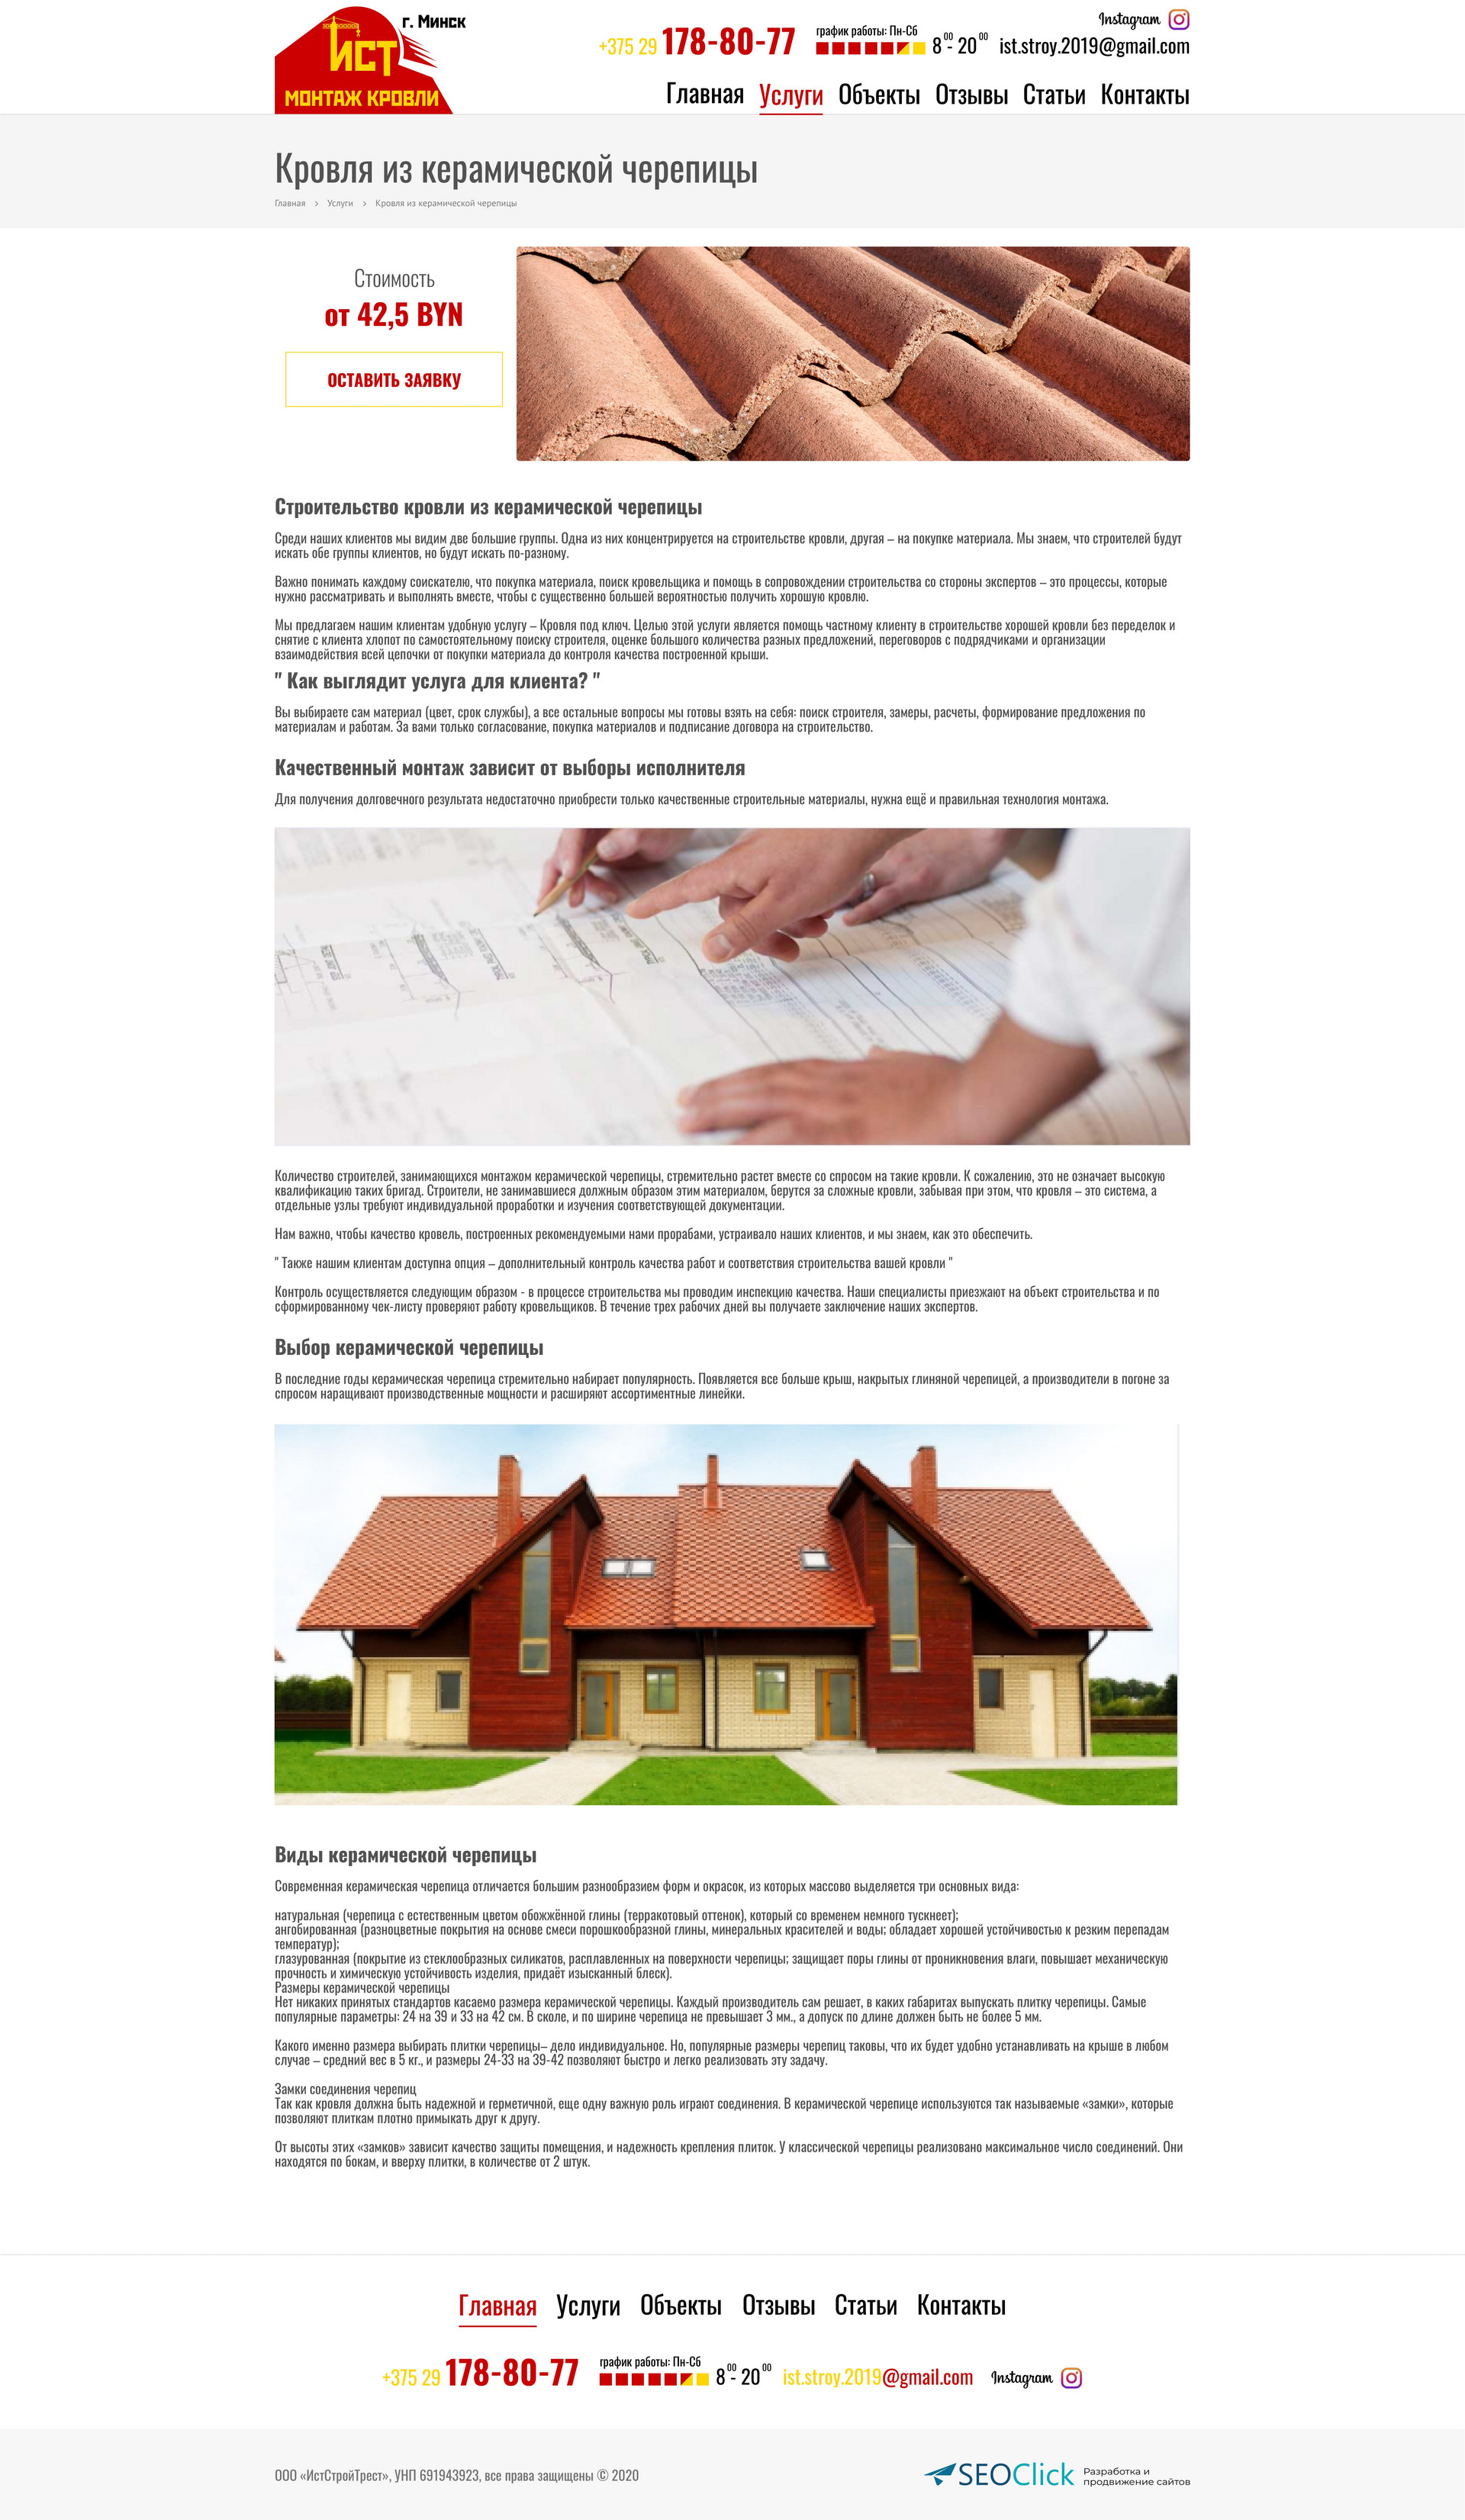 г. Минск
ИСТ
МОНТАЖ КРОВЛИ
+375 29 178-80-77
график работы: Пн-Сб
8 00 - 20 00
Instagram
ist.stroy.2019@gmail.com
Главная Услуги Объекты Отзывы Статьи Контакты
Кровля из керамической черепицы
Главная › Услуги › Кровля из керамической черепицы
Стоимость
от 42,5 BYN
ОСТАВИТЬ ЗАЯВКУ
Строительство кровли из керамической черепицы
Среди наших клиентов мы видим две большие группы. Одна из них концентрируется на строительстве кровли, другая – на покупке материала. Мы знаем, что строителей будут
искать обе группы клиентов, но будут искать по-разному.
Важно понимать каждому соискателю, что покупка материала, поиск кровельщика и помощь в сопровождении строительства со стороны экспертов – это процессы, которые
нужно рассматривать и выполнять вместе, чтобы с существенно большей вероятностью получить хорошую кровлю.
Мы предлагаем нашим клиентам удобную услугу – Кровля под ключ. Целью этой услуги является помощь частному клиенту в строительстве хорошей кровли без переделок и
снятие с клиента хлопот по самостоятельному поиску строителя, оценке большого количества разных предложений, переговоров с подрядчиками и организации
взаимодействия всей цепочки от покупки материала до контроля качества построенной крыши.
" Как выглядит услуга для клиента? "
Вы выбираете сам материал (цвет, срок службы), а все остальные вопросы мы готовы взять на себя: поиск строителя, замеры, расчеты, формирование предложения по
материалам и работам. За вами только согласование, покупка материалов и подписание договора на строительство.
Качественный монтаж зависит от выборы исполнителя
Для получения долговечного результата недостаточно приобрести только качественные строительные материалы, нужна ещё и правильная технология монтажа.
Количество строителей, занимающихся монтажом керамической черепицы, стремительно растет вместе со спросом на такие кровли. К сожалению, это не означает высокую
квалификацию таких бригад. Строители, не занимавшиеся должным образом этим материалом, берутся за сложные кровли, забывая при этом, что кровля – это система, а
отдельные узлы требуют индивидуальной проработки и изучения соответствующей документации.
Нам важно, чтобы качество кровель, построенных рекомендуемыми нами прорабами, устраивало наших клиентов, и мы знаем, как это обеспечить.
" Также нашим клиентам доступна опция – дополнительный контроль качества работ и соответствия строительства вашей кровли "
Контроль осуществляется следующим образом - в процессе строительства мы проводим инспекцию качества. Наши специалисты приезжают на объект строительства и по
сформированному чек-листу проверяют работу кровельщиков. В течение трех рабочих дней вы получаете заключение наших экспертов.
Выбор керамической черепицы
В последние годы керамическая черепица стремительно набирает популярность. Появляется все больше крыш, накрытых глиняной черепицей, а производители в погоне за
спросом наращивают производственные мощности и расширяют ассортиментные линейки.
Виды керамической черепицы
Современная керамическая черепица отличается большим разнообразием форм и окрасок, из которых массово выделяется три основных вида:
натуральная (черепица с естественным цветом обожжённой глины (терракотовый оттенок), который со временем немного тускнеет);
ангобированная (разноцветные покрытия на основе смеси порошкообразной глины, минеральных красителей и воды; обладает хорошей устойчивостью к резким перепадам
температур);
глазурованная (покрытие из стеклообразных силикатов, расплавленных на поверхности черепицы; защищает поры глины от проникновения влаги, повышает механическую
прочность и химическую устойчивость изделия, придаёт изысканный блеск).
Размеры керамической черепицы
Нет никаких принятых стандартов касаемо размера керамической черепицы. Каждый производитель сам решает, в каких габаритах выпускать плитку черепицы. Самые
популярные параметры: 24 на 39 и 33 на 42 см. В сколе, и по ширине черепица не превышает 3 мм., а допуск по длине должен быть не более 5 мм.
Какого именно размера выбирать плитки черепицы– дело индивидуальное. Но, популярные размеры черепиц таковы, что их будет удобно устанавливать на крыше в любом
случае – средний вес в 5 кг., и размеры 24-33 на 39-42 позволяют быстро и легко реализовать эту задачу.
Замки соединения черепиц
Так как кровля должна быть надежной и герметичной, еще одну важную роль играют соединения. В керамической черепице используются так называемые «замки», которые
позволяют плиткам плотно примыкать друг к другу.
От высоты этих «замков» зависит качество защиты помещения, и надежность крепления плиток. У классической черепицы реализовано максимальное число соединений. Они
находятся по бокам, и вверху плитки, в количестве от 2 штук.
Главная Услуги Объекты Отзывы Статьи Контакты
+375 29 178-80-77
график работы: Пн-Сб
8 00 - 20 00
ist.stroy.2019@gmail.com
Instagram
ООО «ИстСтройТрест», УНП 691943923, все права защищены © 2020
SEOClick
Разработка и
продвижение сайтов